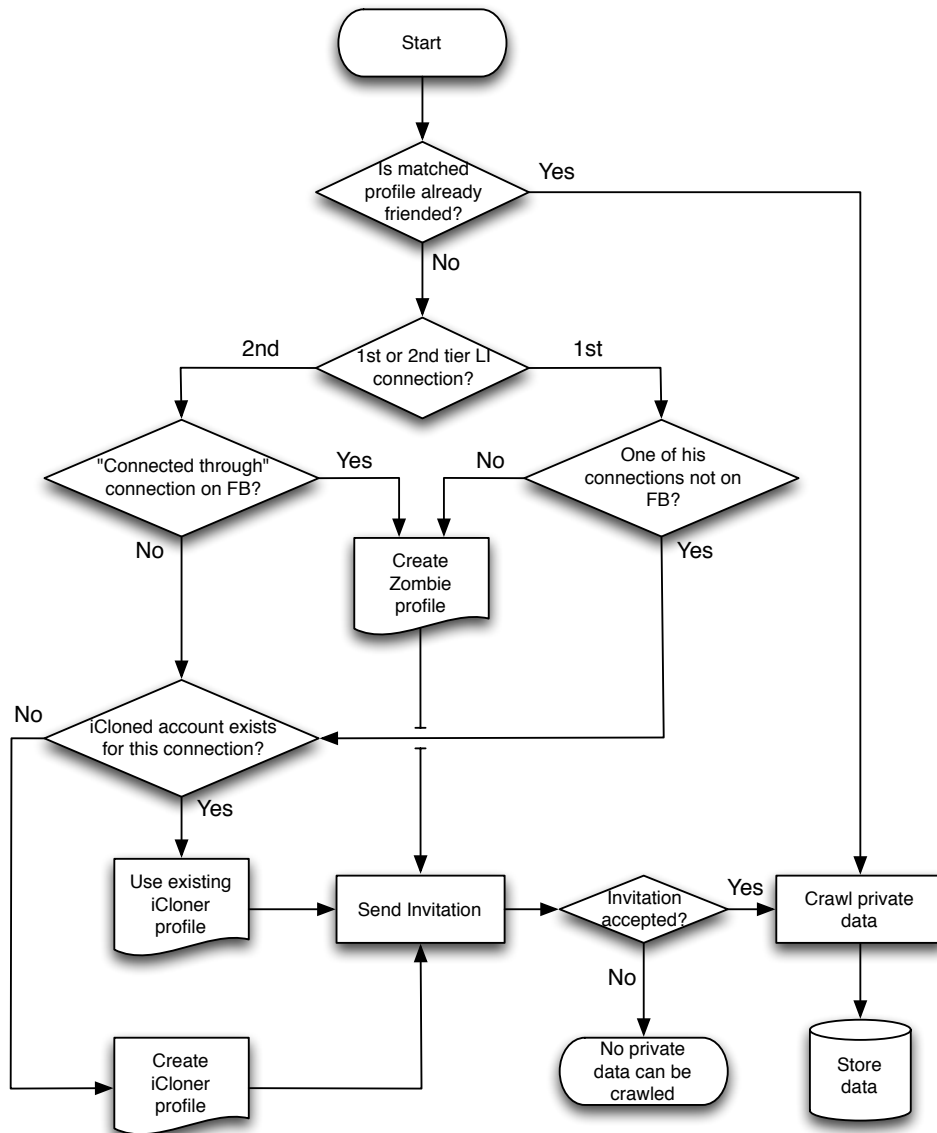 Start
Is matched
profile already
friended?
Yes
No
2nd
1st or 2nd tier LI
connection?
1st
"Connected through"
connection on FB?
Yes
No
One of his
connections not on
FB?
No
Yes
Create
Zombie
profile
No
iCloned account exists
for this connection?
Yes
Use existing
iCloner
profile
Send Invitation
Invitation
accepted?
Yes
Crawl private
data
No
Create
iCloner
profile
No private
data can be
crawled
Store
data